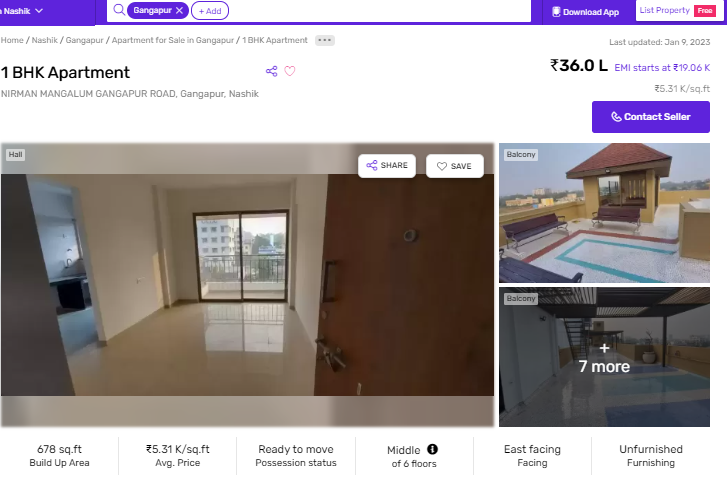 n Nashik
Gangapur
+ Add
Download App
List Property Free
Home / Nashik / Gangapur / Apartment for Sale in Gangapur / 1 BHK Apartment
Last updated: Jan 9, 2023
1 BHK Apartment
₹36.0 L EMI starts at ₹19.06 K
NIRMAN MANGALUM GANGAPUR ROAD, Gangapur, Nashik
₹5.31 K/sq.ft
Contact Seller
Hall
SHARE
SAVE
Balcony
Balcony
+
7 more
678 sq.ft
Build Up Area
₹5.31 K/sq.ft
Avg. Price
Ready to move
Possession status
Middle
of 6 floors
East facing
Facing
Unfurnished
Furnishing